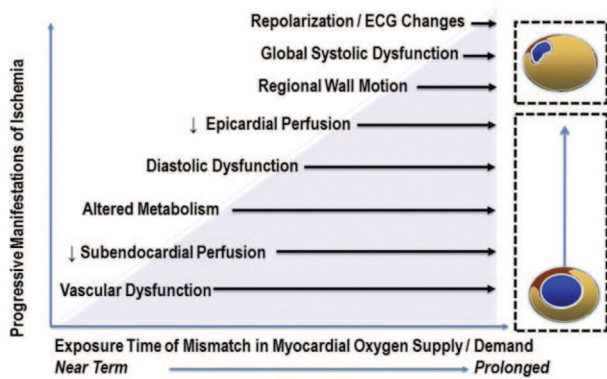 Progressive Manifestations of Ischemia
Repolarization / ECG Changes
Global Systolic Dysfunction
Regional Wall Motion
↓ Epicardial Perfusion
Diastolic Dysfunction
Altered Metabolism
↓ Subendocardial Perfusion
Vascular Dysfunction
Exposure Time of Mismatch in Myocardial Oxygen Supply / Demand
Near Term Prolonged